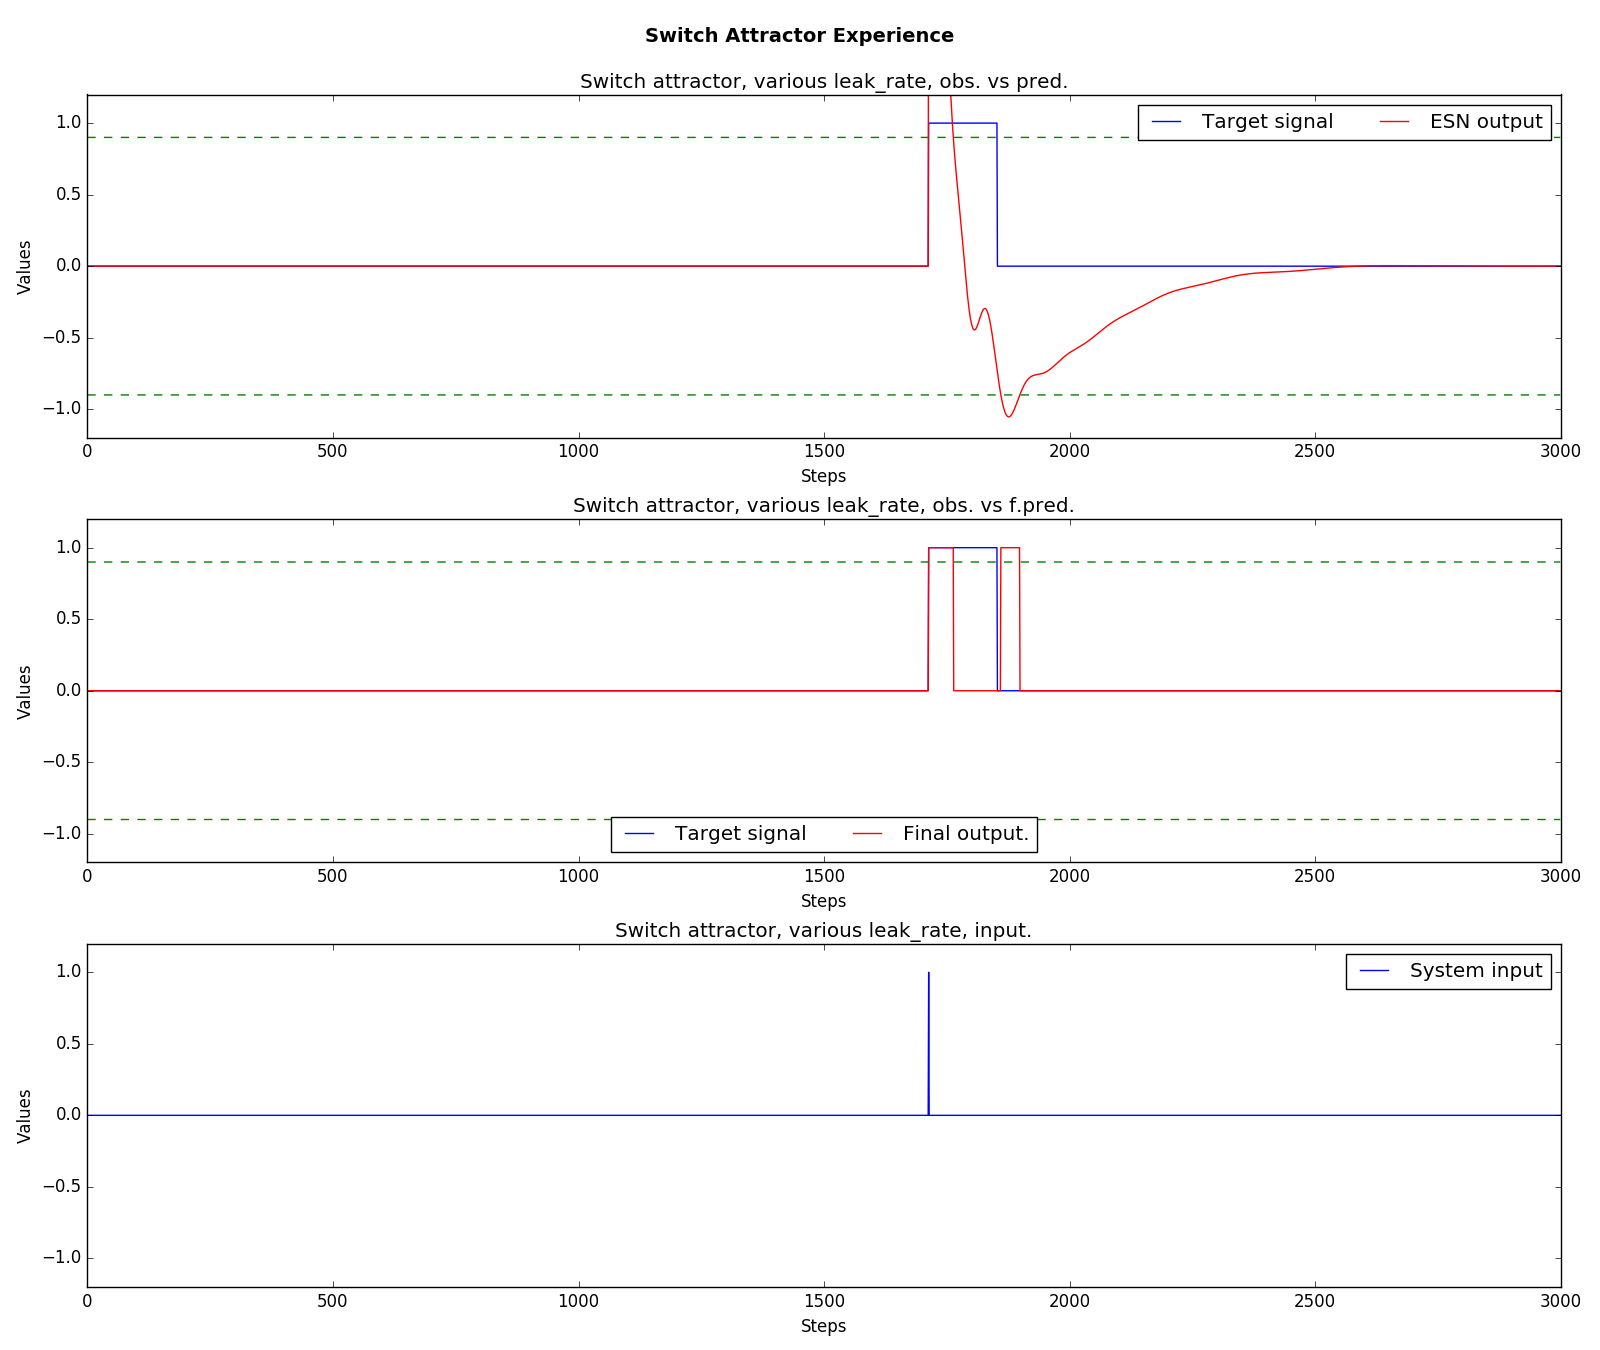 Switch Attractor Experience
Switch attractor, various leak_rate, obs. vs pred.
Target signal ESN output
1.0
0.5
0.0
−0.5
−1.0
Values
0 500 1000 1500 2000 2500 3000
Steps
Switch attractor, various leak_rate, obs. vs f.pred.
1.0
0.5
0.0
−0.5
−1.0
Values
Target signal Final output.
0 500 1000 1500 2000 2500 3000
Steps
Switch attractor, various leak_rate, input.
System input
1.0
0.5
0.0
−0.5
−1.0
Values
0 500 1000 1500 2000 2500 3000
Steps